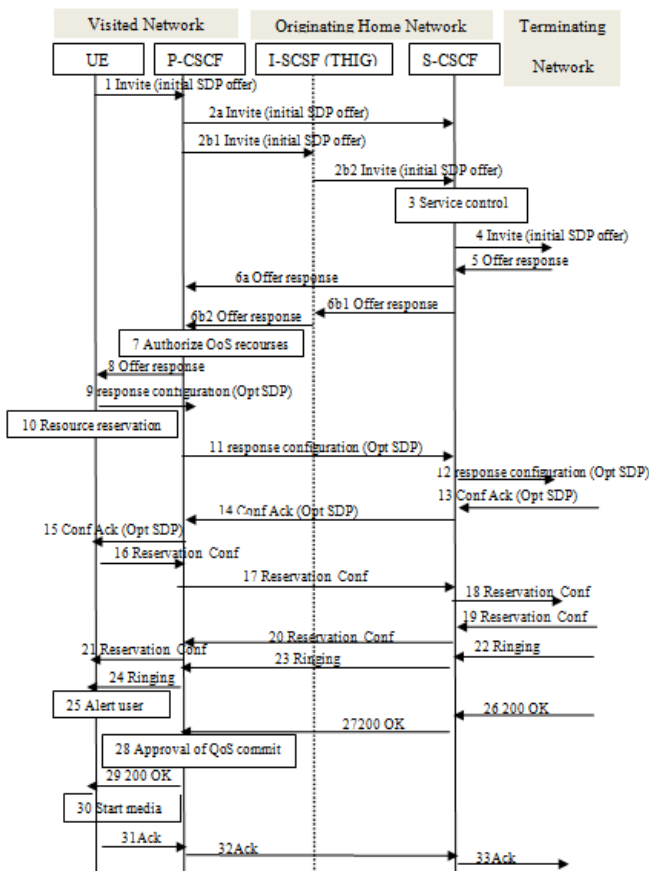 Visited Network
Originating Home Network
Terminating
Network
UE
P-CSCF
I-SCSF (THIG)
S-CSCF
1 Invite (initial SDP offer)
2a Invite (initial SDP offer)
2b1 Invite (initial SDP offer)
2b2 Invite (initial SDP offer)
3 Service control
4 Invite (initial SDP offer)
5 Offer response
6a Offer response
6b1 Offer response
6b2 Offer response
7 Authorize OoS recourses
8 Offer response
9 response configuration (Opt SDP)
10 Resource reservation
11 response configuration (Opt SDP)
12 response configuration (Opt SDP)
13 Conf Ack (Opt SDP)
14 Conf Ack (Opt SDP)
15 Conf Ack (Opt SDP)
16 Reservation Conf
17 Reservation Conf
18 Reservation Conf
19 Reservation Conf
20 Reservation Conf
21 Reservation Conf
22 Ringing
23 Ringing
24 Ringing
25 Alert user
26 200 OK
27200 OK
28 Approval of QoS commit
29 200 OK
30 Start media
31Ack
32Ack
33Ack